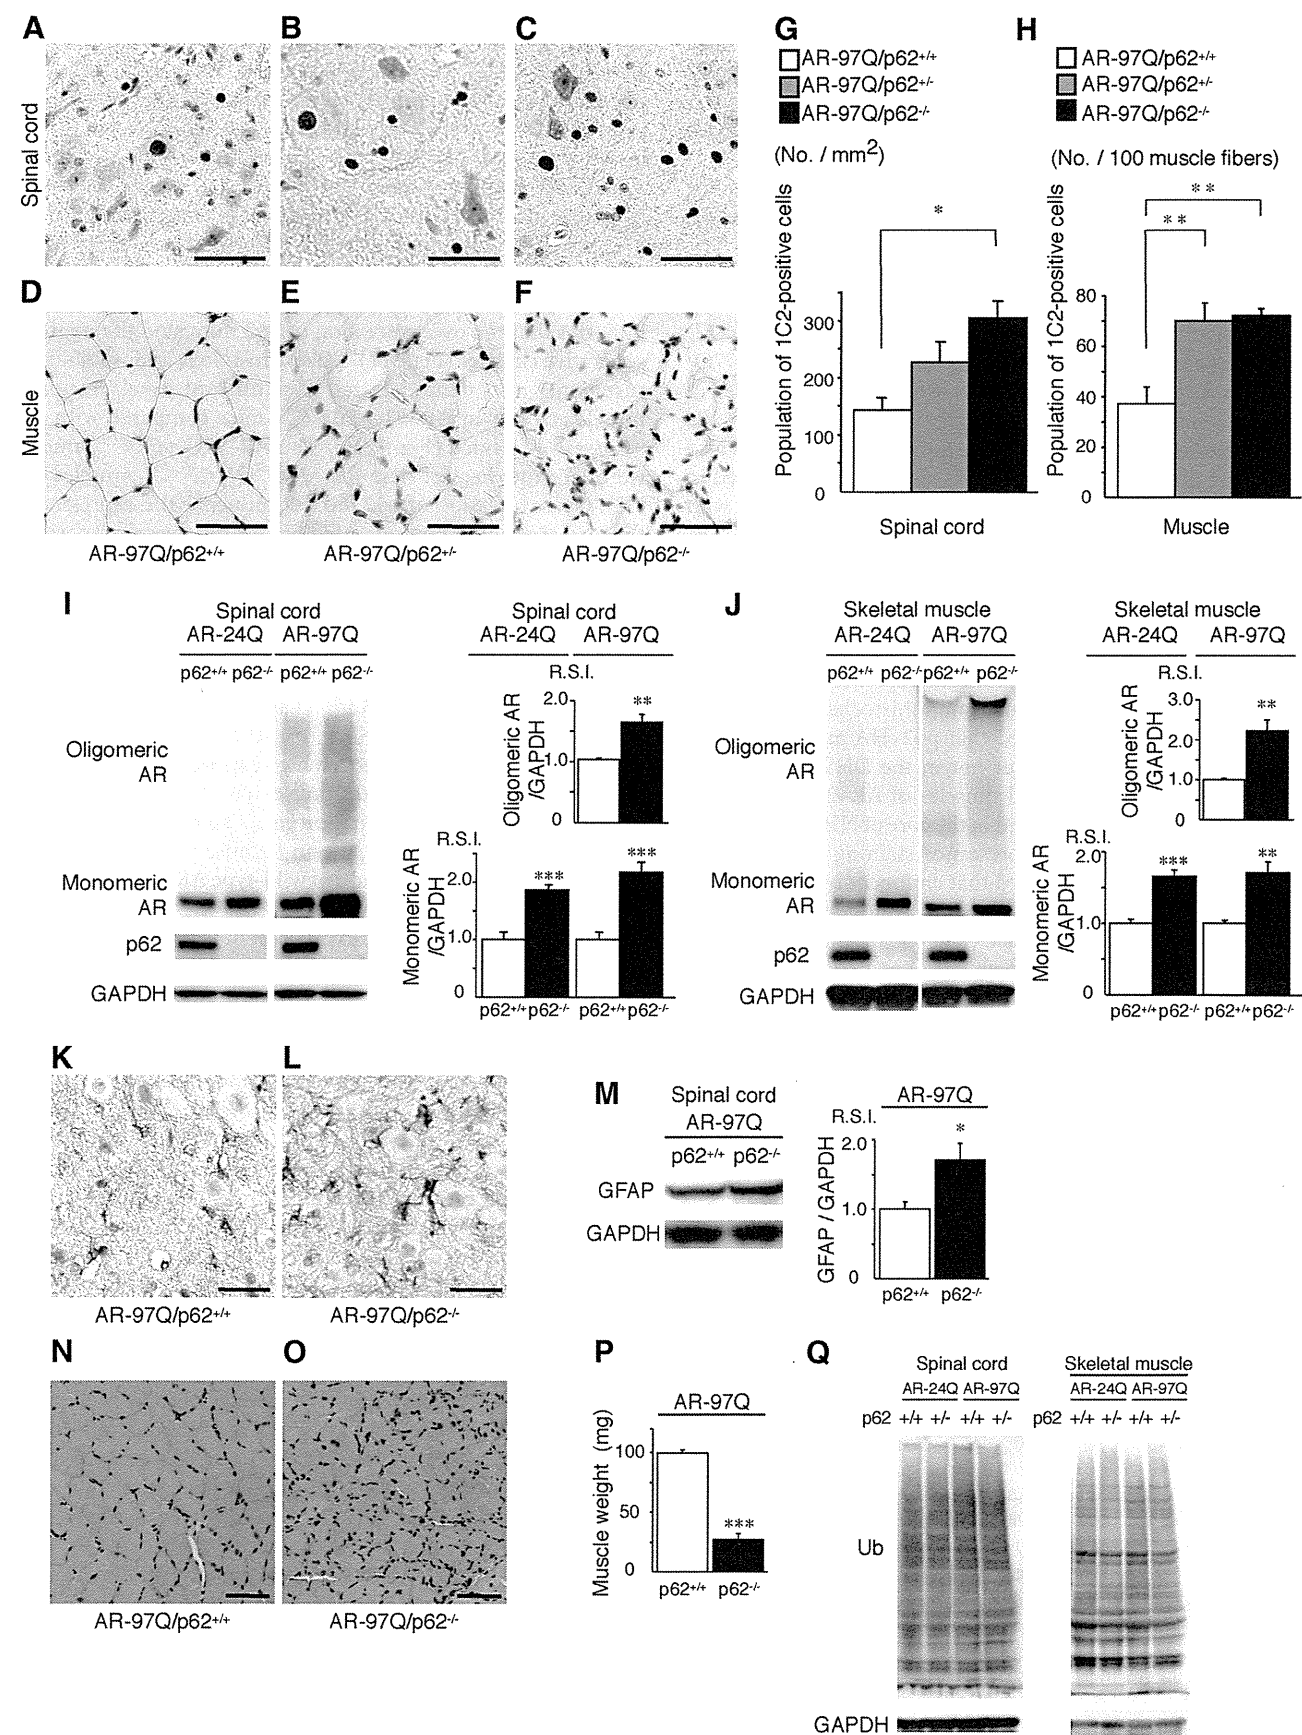 A B C G H
AR-97Q/p62+/+
AR-97Q/p62+/-
AR-97Q/p62-/-
(No. / mm2)
AR-97Q/p62+/+
AR-97Q/p62+/-
AR-97Q/p62-/-
(No. / 100 muscle fibers)
Spinal cord
Population of 1C2-positive cells
*
300
200
100
0
Spinal cord
Population of 1C2-positive cells
* *
* *
80
60
40
20
0
Muscle
D E F
Muscle
AR-97Q/p62+/+ AR-97Q/p62+/- AR-97Q/p62-/-
I
Spinal cord
AR-24Q AR-97Q
p62+/+ p62-/- p62+/+ p62-/-
Oligomeric
AR
Monomeric
AR
p62
GAPDH
Spinal cord
AR-24Q AR-97Q
R.S.I.
Oligomeric AR
/GAPDH
2.0
1.0
0
**
R.S.I.
Monomeric AR
/GAPDH
2.0
1.0
0
*** ***
p62+/+ p62-/- p62+/+ p62-/-
J
Skeletal muscle
AR-24Q AR-97Q
p62+/+ p62-/- p62+/+ p62-/-
Oligomeric
AR
Monomeric
AR
p62
GAPDH
Skeletal muscle
AR-24Q AR-97Q
R.S.I.
Oligomeric AR
/GAPDH
3.0
2.0
1.0
0
**
R.S.I.
Monomeric AR
/GAPDH
2.0
1.0
0
*** **
p62+/+ p62-/- p62+/+ p62-/-
K L
AR-97Q/p62+/+ AR-97Q/p62-/-
M
Spinal cord
AR-97Q
p62+/+ p62-/-
GFAP
GAPDH
AR-97Q
R.S.I.
GFAP / GAPDH
2.0
1.0
0
*
p62+/+ p62-/-
N O
AR-97Q/p62+/+ AR-97Q/p62-/-
P
AR-97Q
Muscle weight (mg)
100
50
0
***
p62+/+ p62-/-
Q
Spinal cord Skeletal muscle
AR-24Q AR-97Q AR-24Q AR-97Q
p62 +/+ +/- +/+ +/- p62 +/+ +/- +/+ +/-
Ub
GAPDH